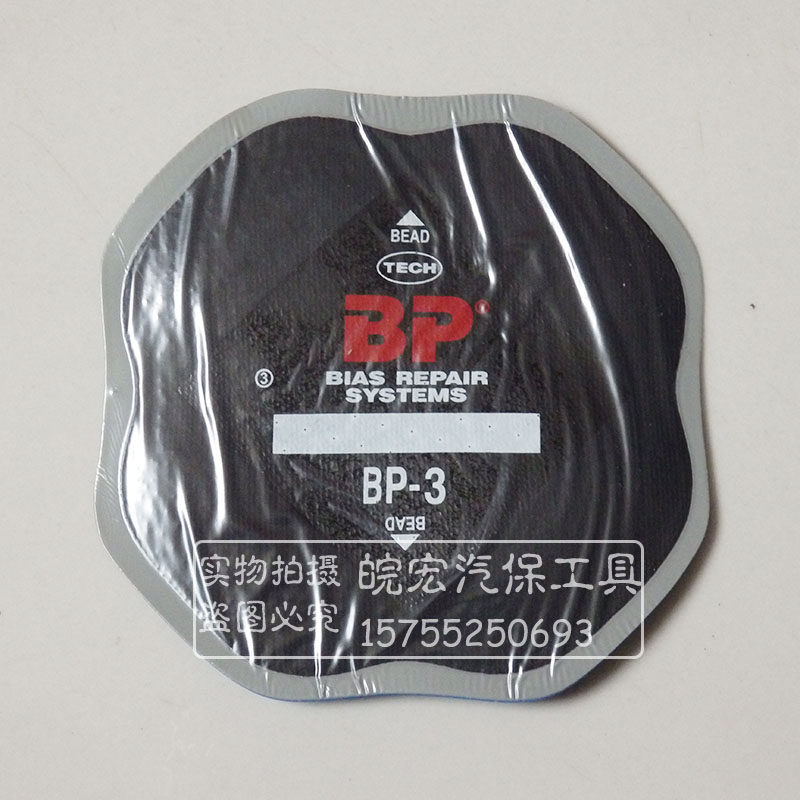 BEAD
TECH
BP®
BIAS REPAIR
SYSTEMS
③
BP-3
BEAD
实物拍摄 皖宏汽保工具
盗图必究 15755250693